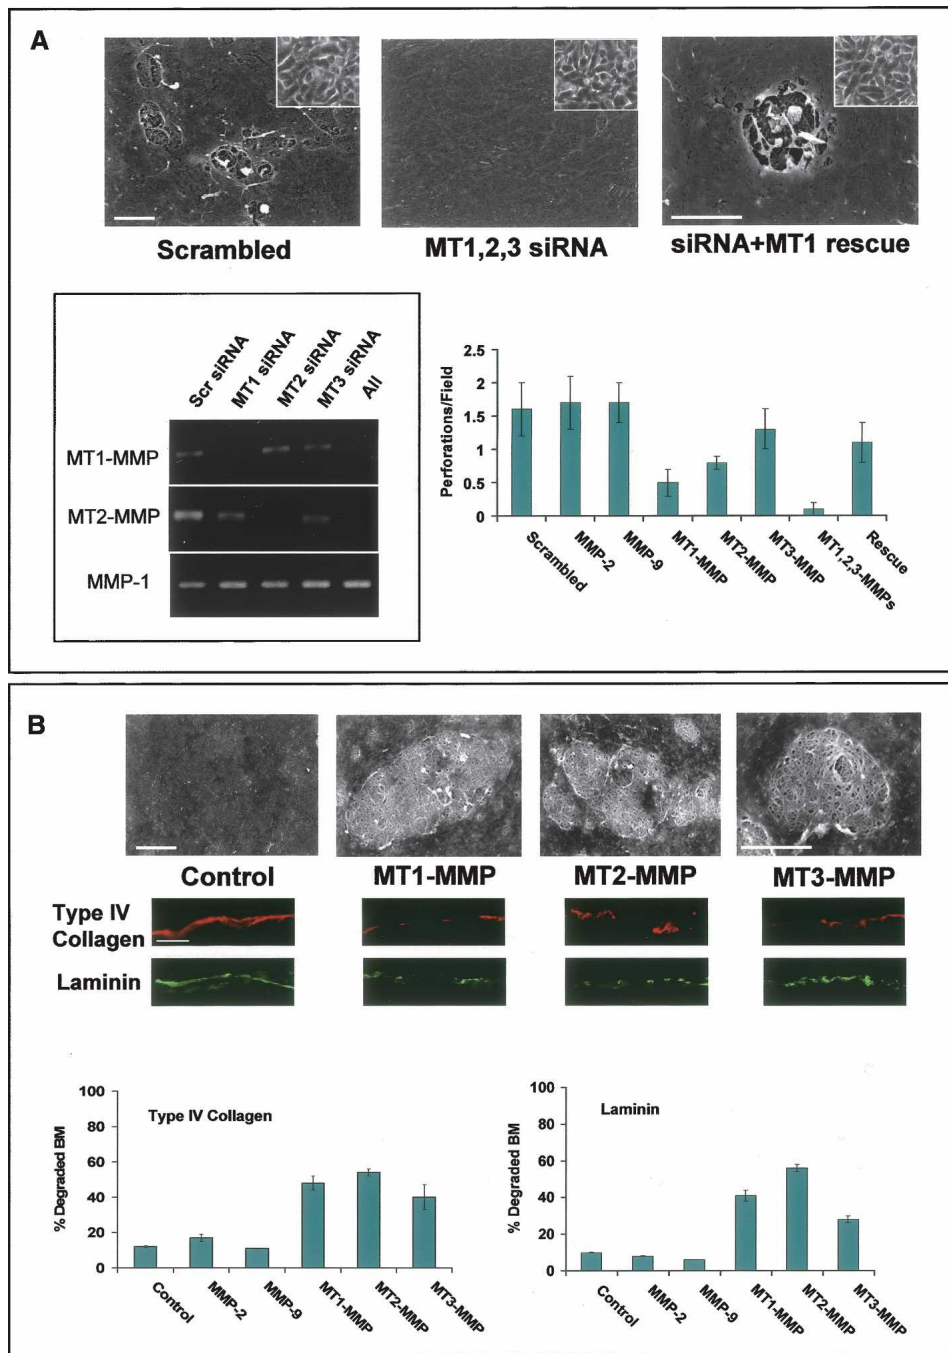 A
Scrambled
MT1,2,3 siRNA
siRNA+MT1 rescue
Scr siRNA
MT1 siRNA
MT2 siRNA
MT3 siRNA
All
MT1-MMP
MT2-MMP
MMP-1
Perforations/Field
2.5
2
1.5
1
0.5
0
Scrambled
MMP-2
MMP-9
MT1-MMP
MT2-MMP
MT3-MMP
MT1,2,3-MMPs
Rescue
B
Control
MT1-MMP
MT2-MMP
MT3-MMP
Type IV
Collagen
Laminin
% Degraded BM
100
80
60
40
20
0
Type IV Collagen
Control
MMP-2
MMP-9
MT1-MMP
MT2-MMP
MT3-MMP
% Degraded BM
100
80
60
40
20
0
Laminin
Control
MMP-2
MMP-9
MT1-MMP
MT2-MMP
MT3-MMP